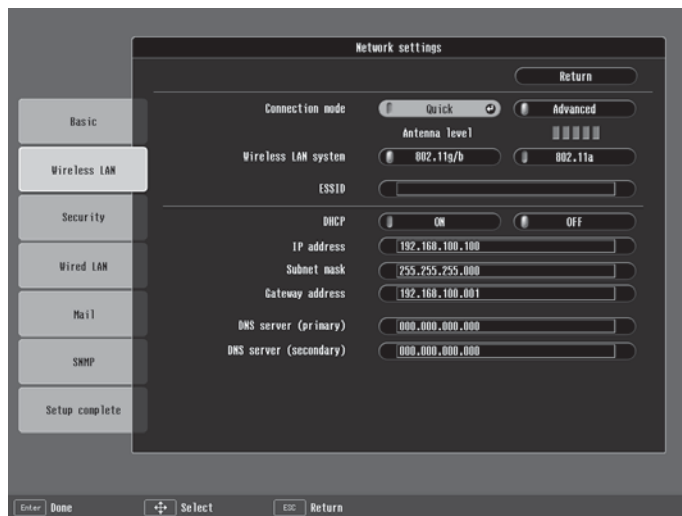 Network settings
Return
Basic
Wireless LAN
Security
Wired LAN
Mail
SNMP
Setup complete
Connection mode Quick Advanced
Antenna level
Wireless LAN system 802.11g/b 802.11a
ESSID
DHCP ON OFF
IP address 192.168.100.100
Subnet mask 255.255.255.000
Gateway address 192.168.100.001
DNS server (primary) 000.000.000.000
DNS server (secondary) 000.000.000.000
Enter Done Select ESC Return